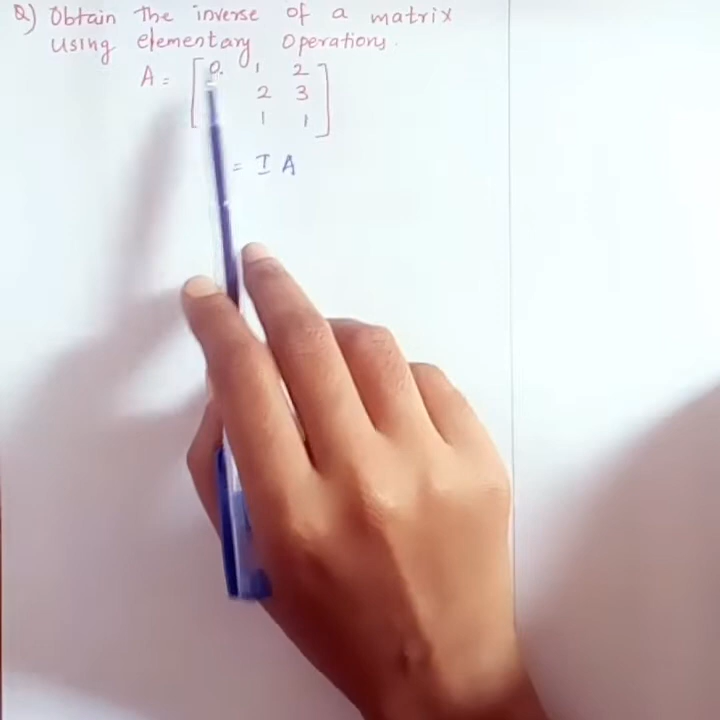 Q) Obtain The inverse of a matrix
using elementary Operations.
A = [ 0 1 2
2 3
1 1 ]
= I A